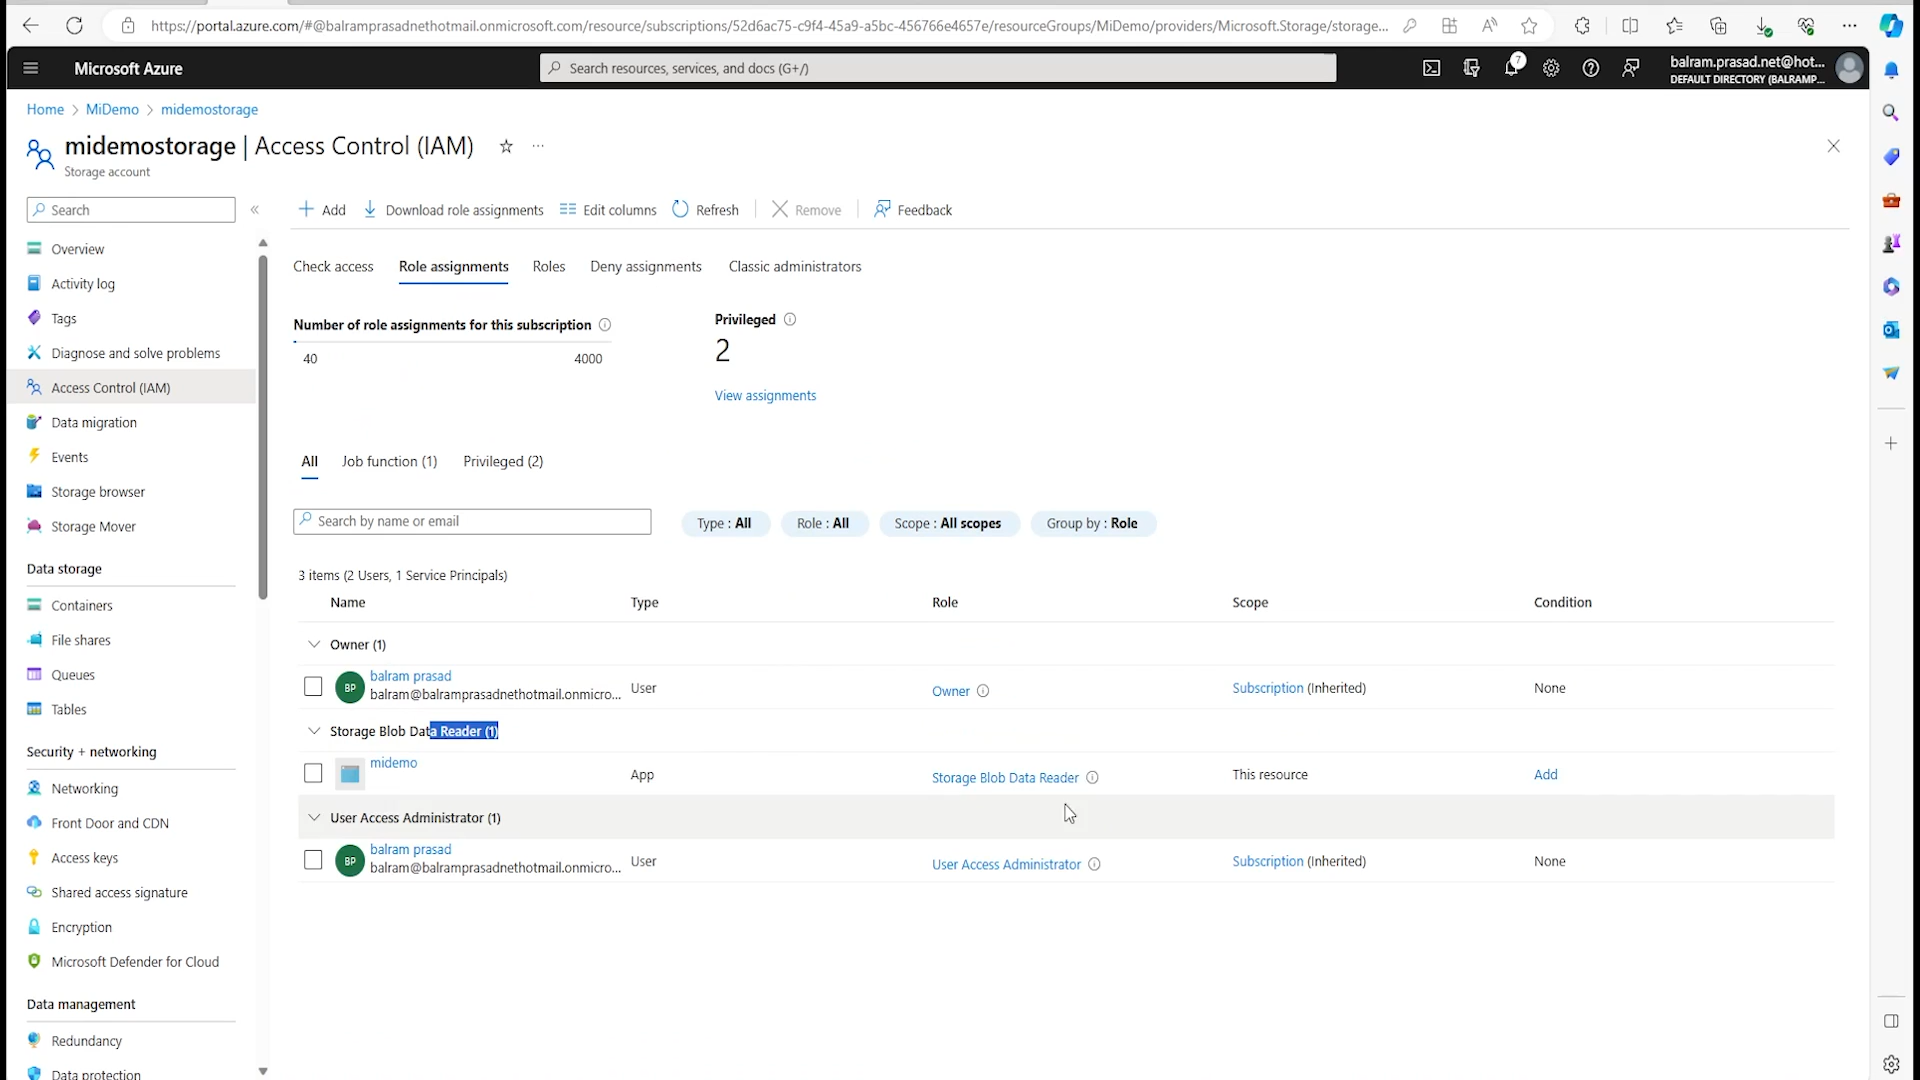 https://portal.azure.com/#@balramprasadnethotmail.onmicrosoft.com/resource/subscriptions/52d6ac75-c9f4-45a9-a5bc-456766e4657e/resourceGroups/MiDemo/providers/Microsoft.Storage/storage...
Microsoft Azure
Search resources, services, and docs (G+/)
7
balram.prasad.net@hot...
DEFAULT DIRECTORY (BALRAMP...
Home > MiDemo > midemostorage
midemostorage | Access Control (IAM)
Storage account
Search
Add
Download role assignments
Edit columns
Refresh
Remove
Feedback
Overview
Activity log
Tags
Diagnose and solve problems
Access Control (IAM)
Data migration
Events
Storage browser
Storage Mover
Data storage
Containers
File shares
Queues
Tables
Security + networking
Networking
Front Door and CDN
Access keys
Shared access signature
Encryption
Microsoft Defender for Cloud
Data management
Redundancy
Data protection
Check access
Role assignments
Roles
Deny assignments
Classic administrators
Number of role assignments for this subscription
40
4000
Privileged
2
View assignments
All
Job function (1)
Privileged (2)
Search by name or email
Type : All
Role : All
Scope : All scopes
Group by : Role
3 items (2 Users, 1 Service Principals)
Name Type Role Scope Condition
Owner (1)
BP
balram prasad
balram@balramprasadnethotmail.onmicro...
User
Owner
Subscription (Inherited)
None
Storage Blob Data Reader (1)
midemo
App
Storage Blob Data Reader
This resource
Add
User Access Administrator (1)
BP
balram prasad
balram@balramprasadnethotmail.onmicro...
User
User Access Administrator
Subscription (Inherited)
None